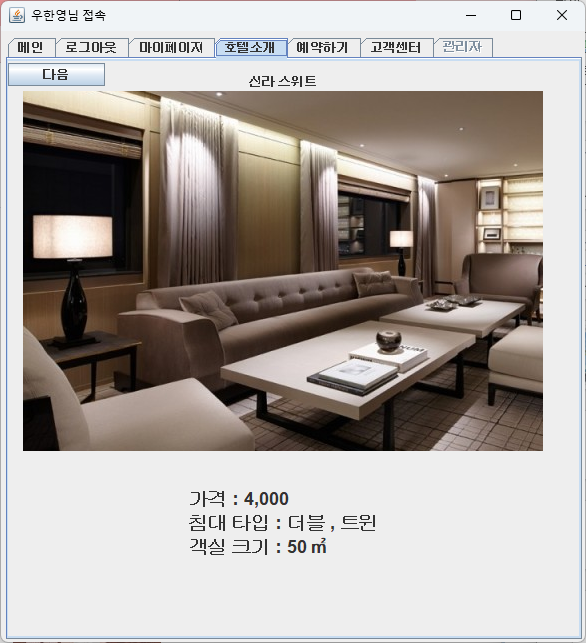 우한영님 접속
메인 로그아웃 마이페이지 호텔소개 예약하기 고객센터 관리자
다음
신라 스위트
가격 : 4,000
침대 타입 : 더블 , 트윈
객실 크기 : 50 ㎡